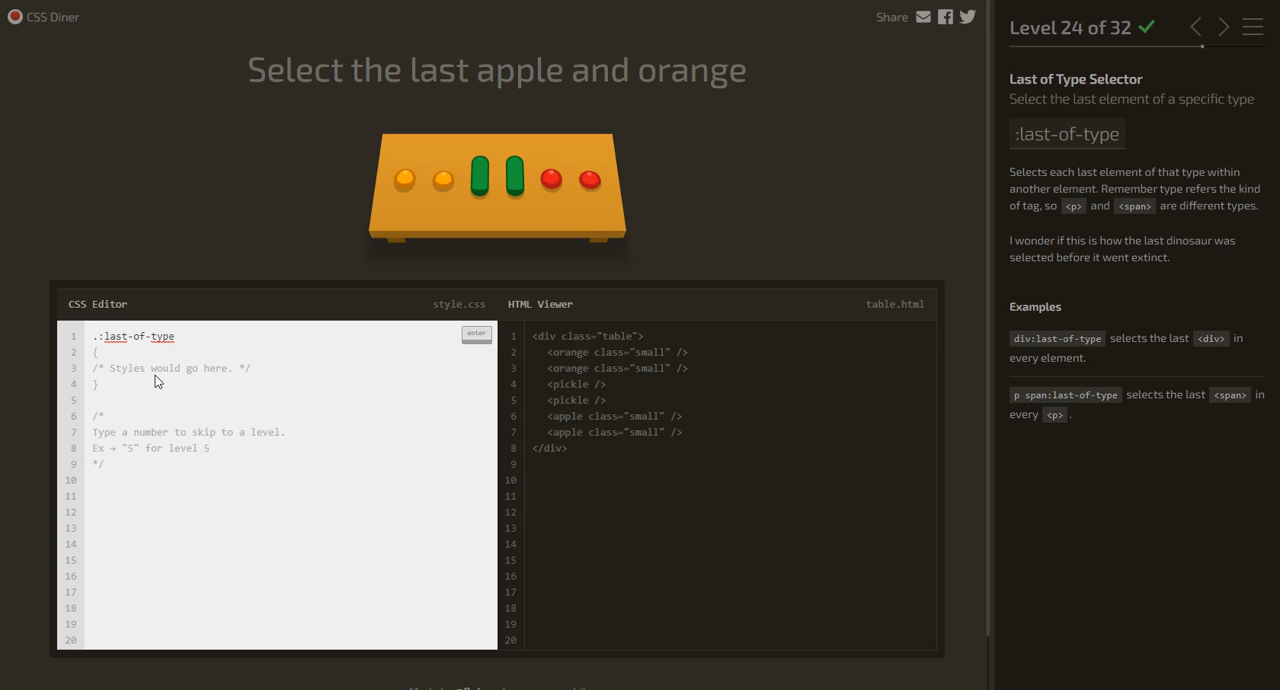 CSS Diner
Share
Select the last apple and orange
CSS Editor
style.css
HTML Viewer
table.html
1 .:last-of-type
enter
2 {
3 /* Styles would go here. */
4 }
5
6 /*
7 Type a number to skip to a level.
8 Ex → "5" for level 5
9 */
10
11
12
13
14
15
16
17
18
19
20
1 <div class="table">
2 <orange class="small" />
3 <orange class="small" />
4 <pickle />
5 <pickle />
6 <apple class="small" />
7 <apple class="small" />
8 </div>
9
10
11
12
13
14
15
16
17
18
19
20
Level 24 of 32
Last of Type Selector
Select the last element of a specific type
:last-of-type
Selects each last element of that type within
another element. Remember type refers the kind
of tag, so <p> and <span> are different types.
I wonder if this is how the last dinosaur was
selected before it went extinct.
Examples
div:last-of-type selects the last <div> in
every element.
p span:last-of-type selects the last <span> in
every <p>.